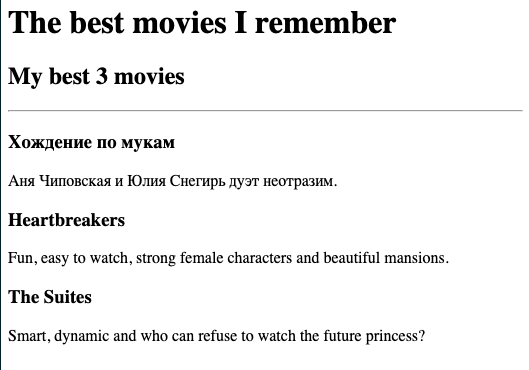 The best movies I remember
My best 3 movies
Хождение по мукам
Аня Чиповская и Юлия Снегирь дуэт неотразим.
Heartbreakers
Fun, easy to watch, strong female characters and beautiful mansions.
The Suites
Smart, dynamic and who can refuse to watch the future princess?